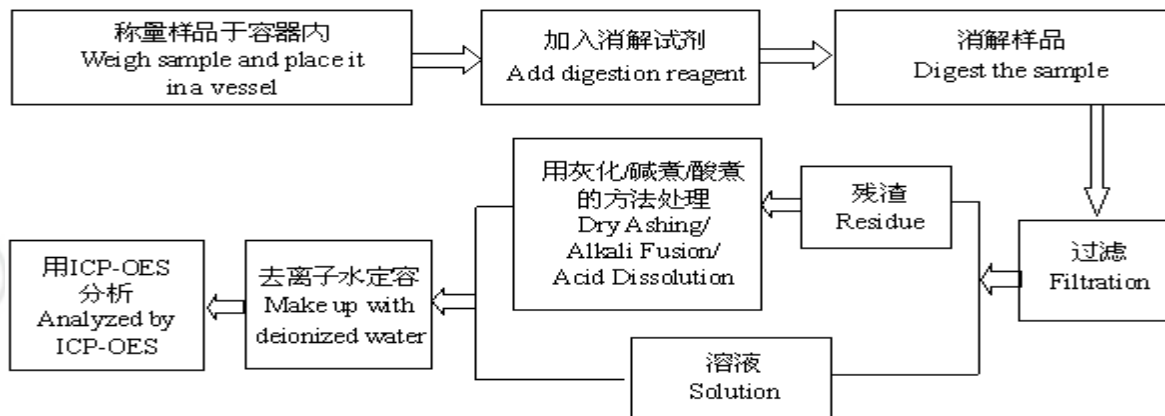 称量样品于容器内
Weigh sample and place it
in a vessel
加入消解试剂
Add digestion reagent
消解样品
Digest the sample
过滤
Filtration
残渣
Residue
用灰化/碱煮/酸煮
的方法处理
Dry Ashing/
Alkali Fusion/
Acid Dissolution
溶液
Solution
去离子水定容
Make up with
deionized water
用ICP-OES
分析
Analyzed by
ICP-OES